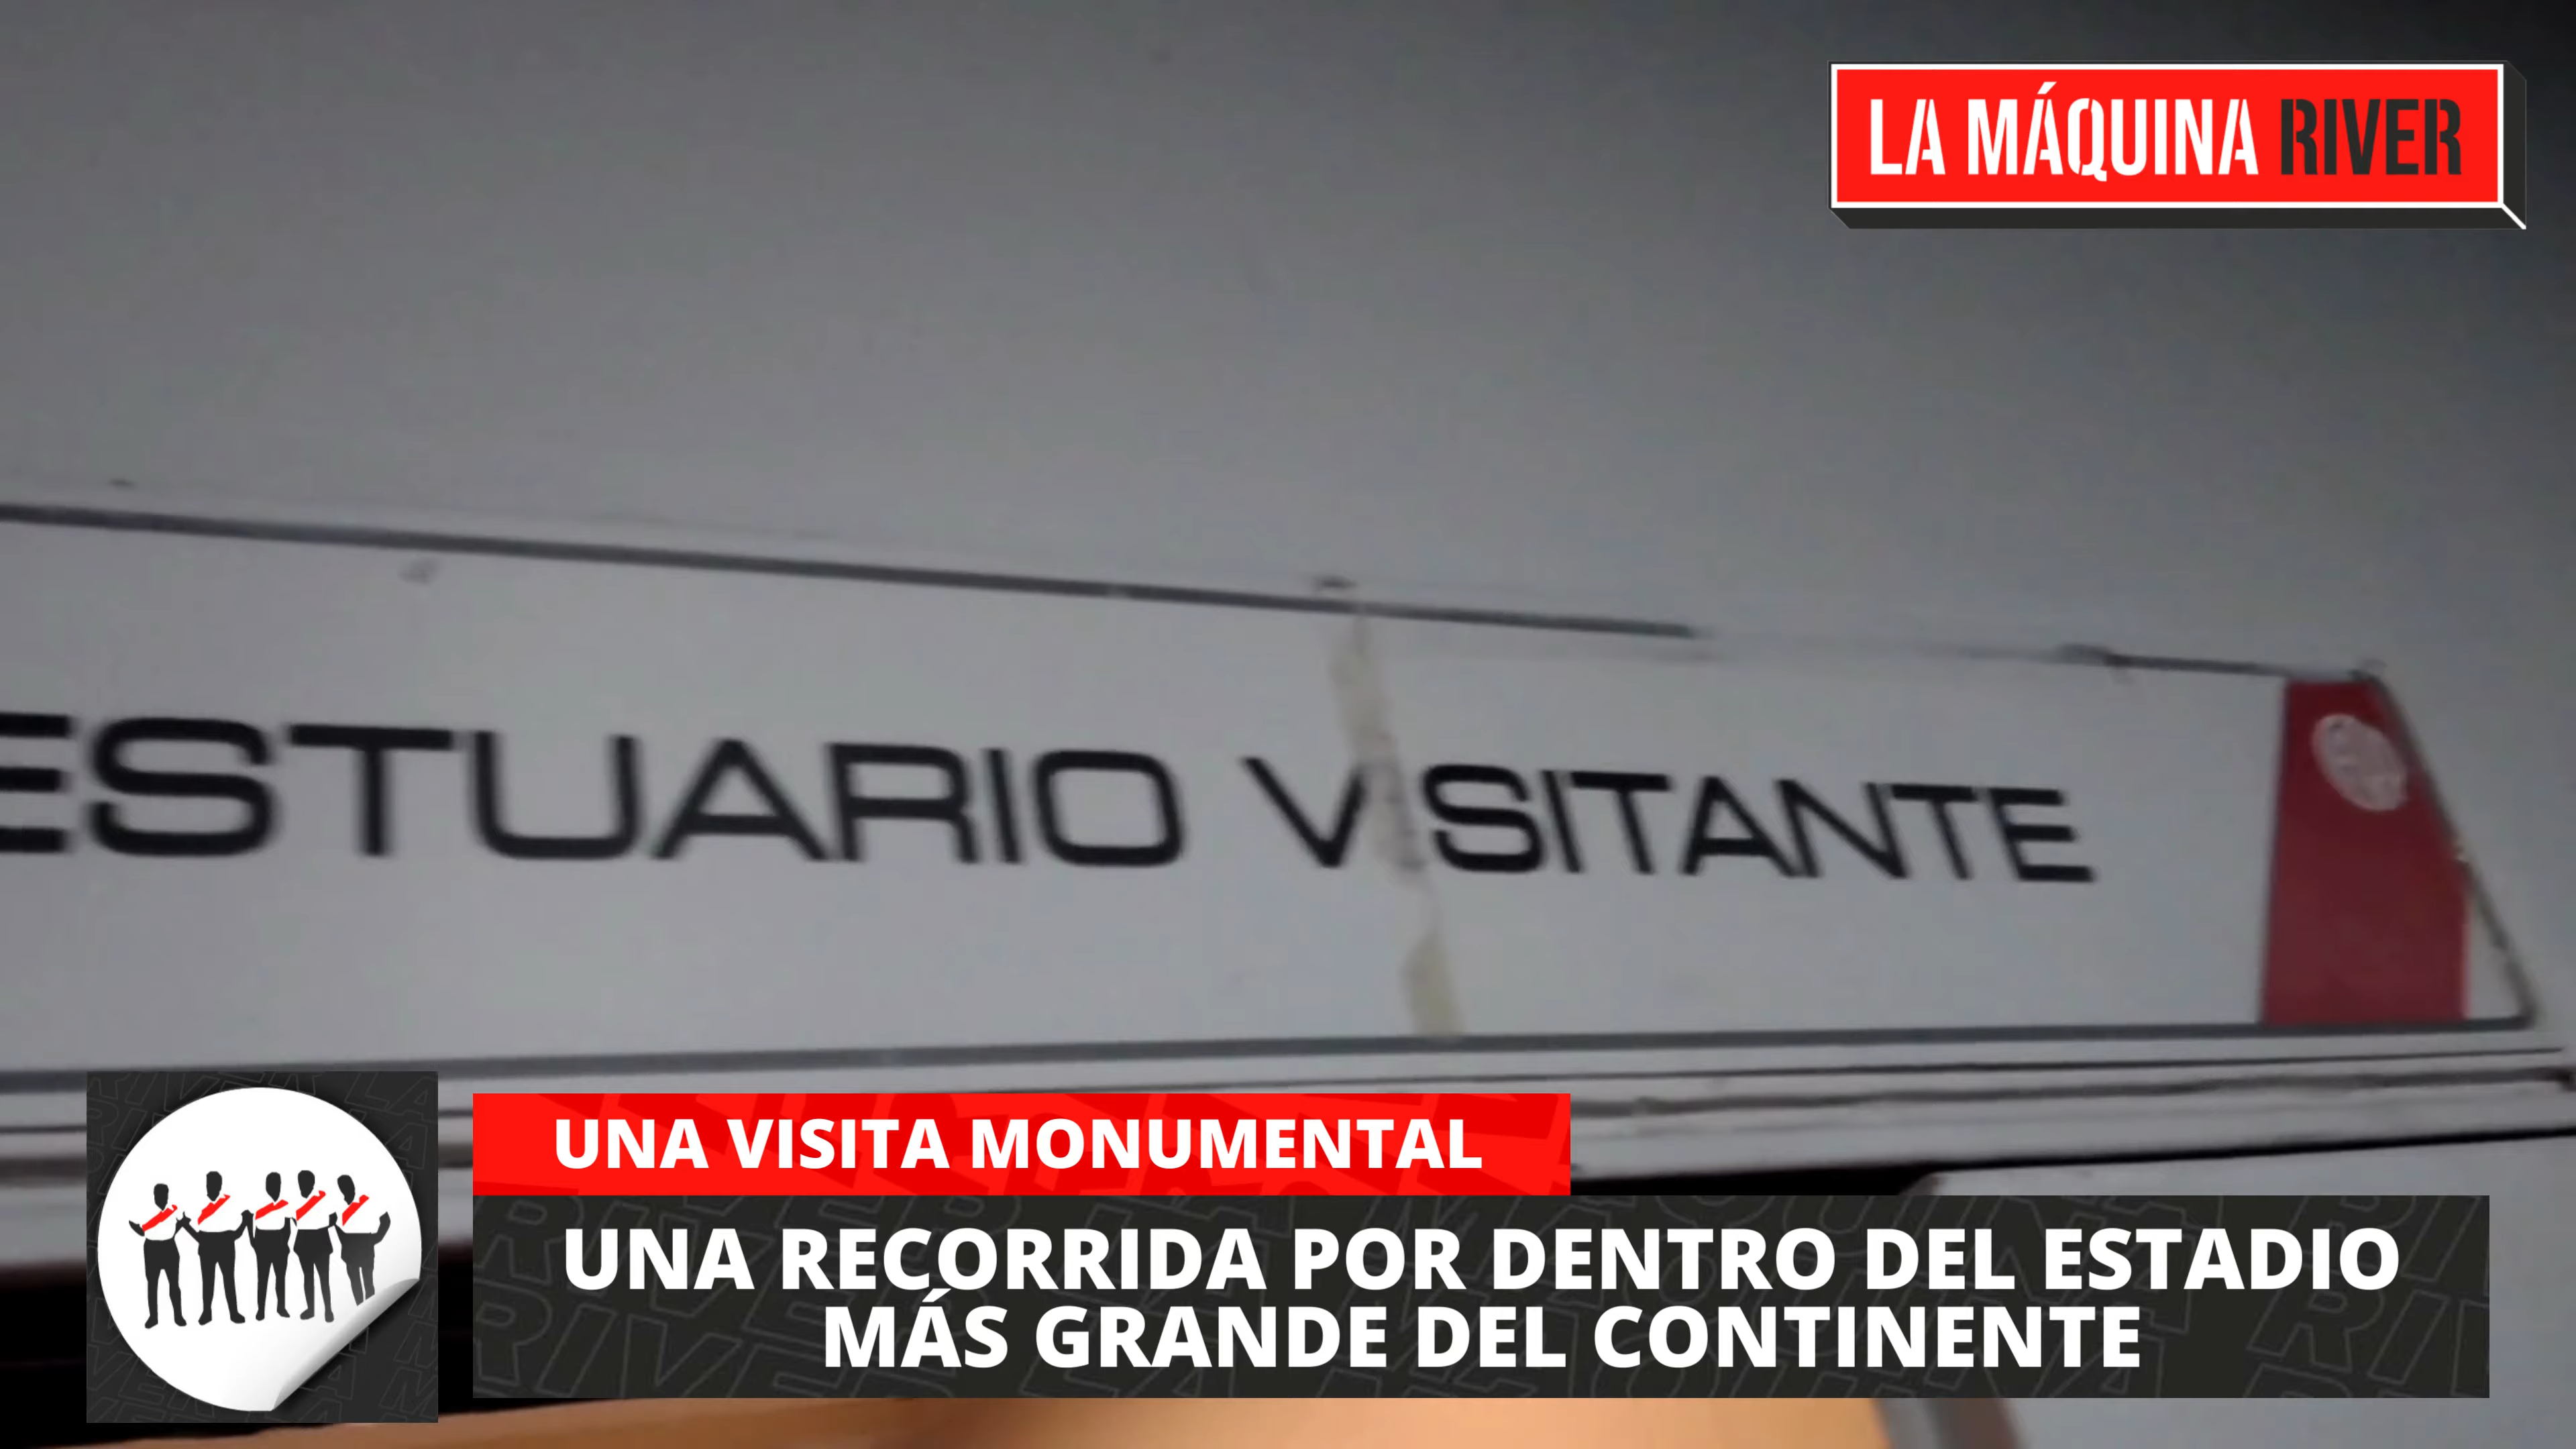 LA MÁQUINA RIVER
ESTUARIO VISITANTE
UNA VISITA MONUMENTAL
UNA RECORRIDA POR DENTRO DEL ESTADIO
MÁS GRANDE DEL CONTINENTE